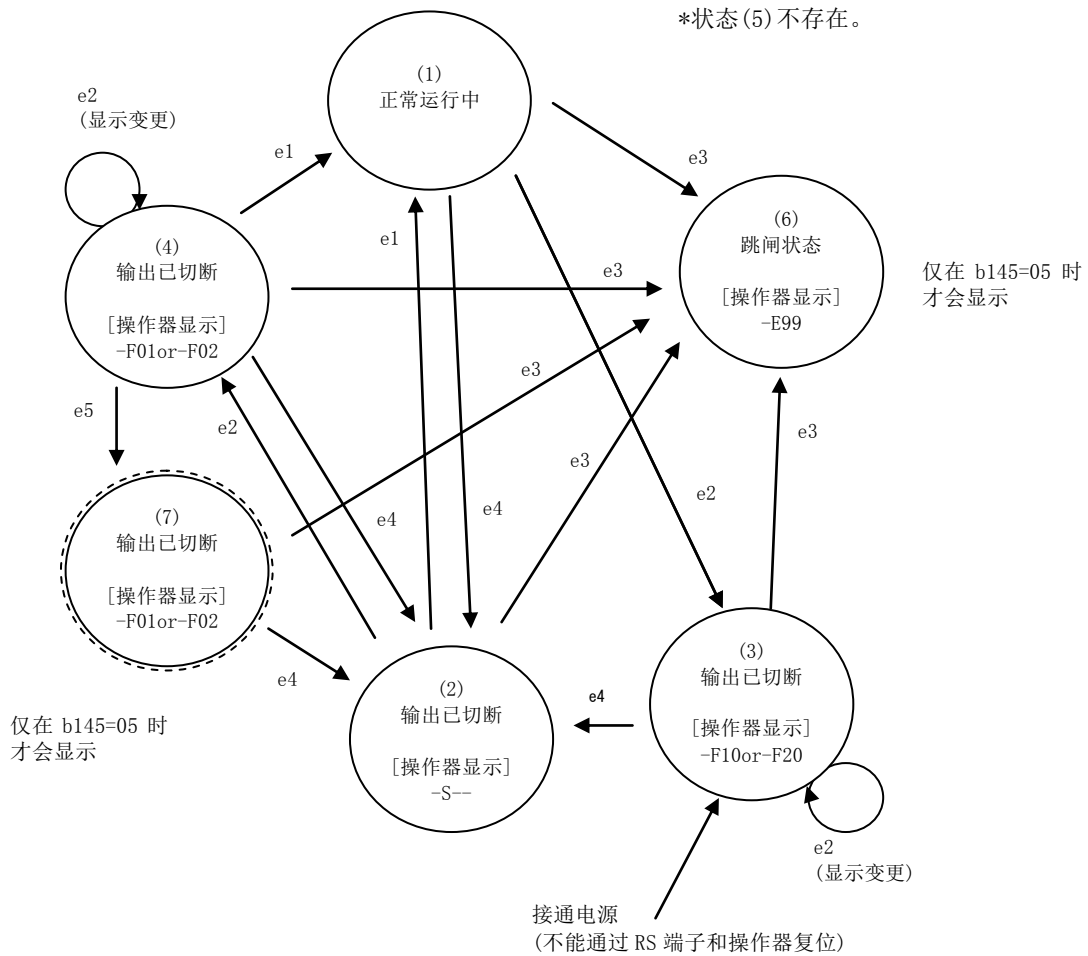 *状态(5)不存在。
(1)
正常运行中
e2
(显示变更)
e1
e3
(4)
输出已切断
[操作器显示]
-F01or-F02
e1
e3
(6)
跳闸状态
[操作器显示]
-E99
仅在 b145=05 时
才会显示
e5
e2
e3
e3
e3
(7)
输出已切断
[操作器显示]
-F01or-F02
e4
e4
e2
e4
(2)
输出已切断
[操作器显示]
-S--
e4
(3)
输出已切断
[操作器显示]
-F10or-F20
仅在 b145=05 时
才会显示
e2
(显示变更)
接通电源
(不能通过 RS 端子和操作器复位)